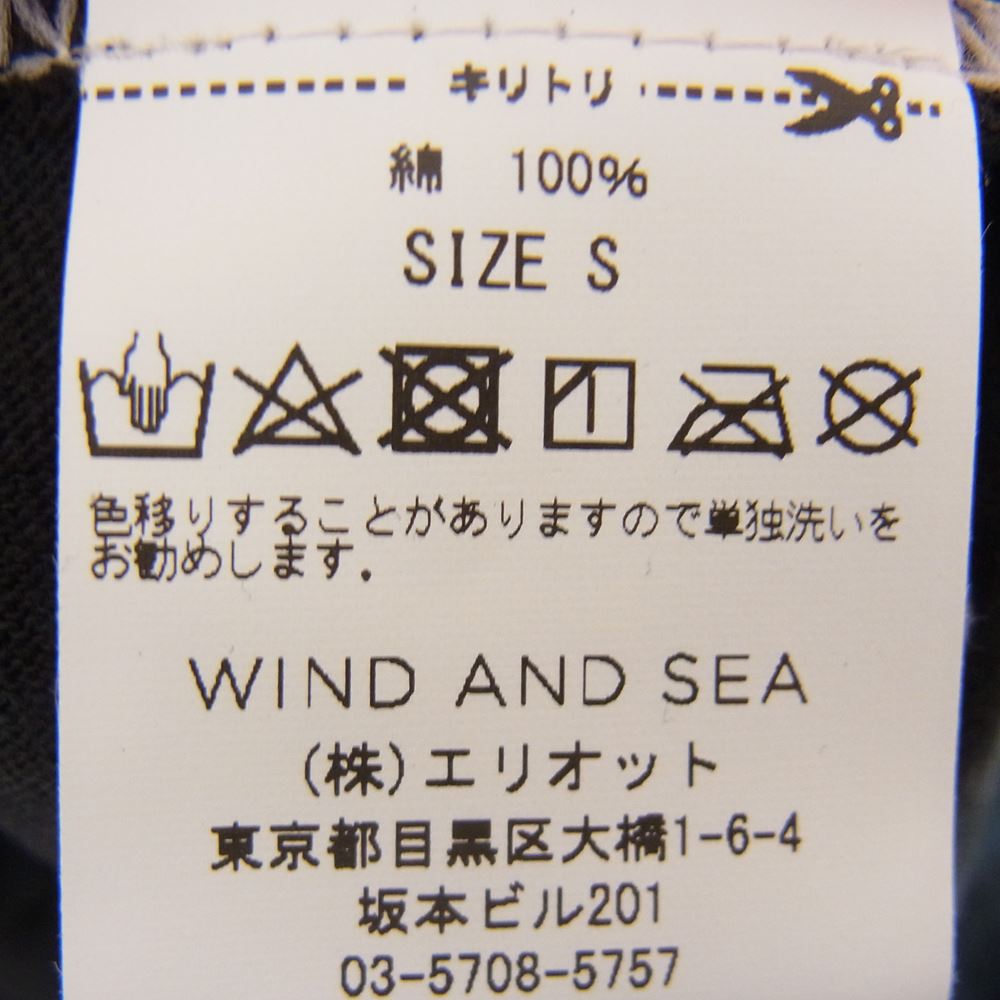 キリトリ
綿 100%
SIZE S
色移りすることがありますので単独洗いを
お勧めします.
WIND AND SEA
(株)エリオット
東京都目黒区大橋1-6-4
坂本ビル201
03-5708-5757